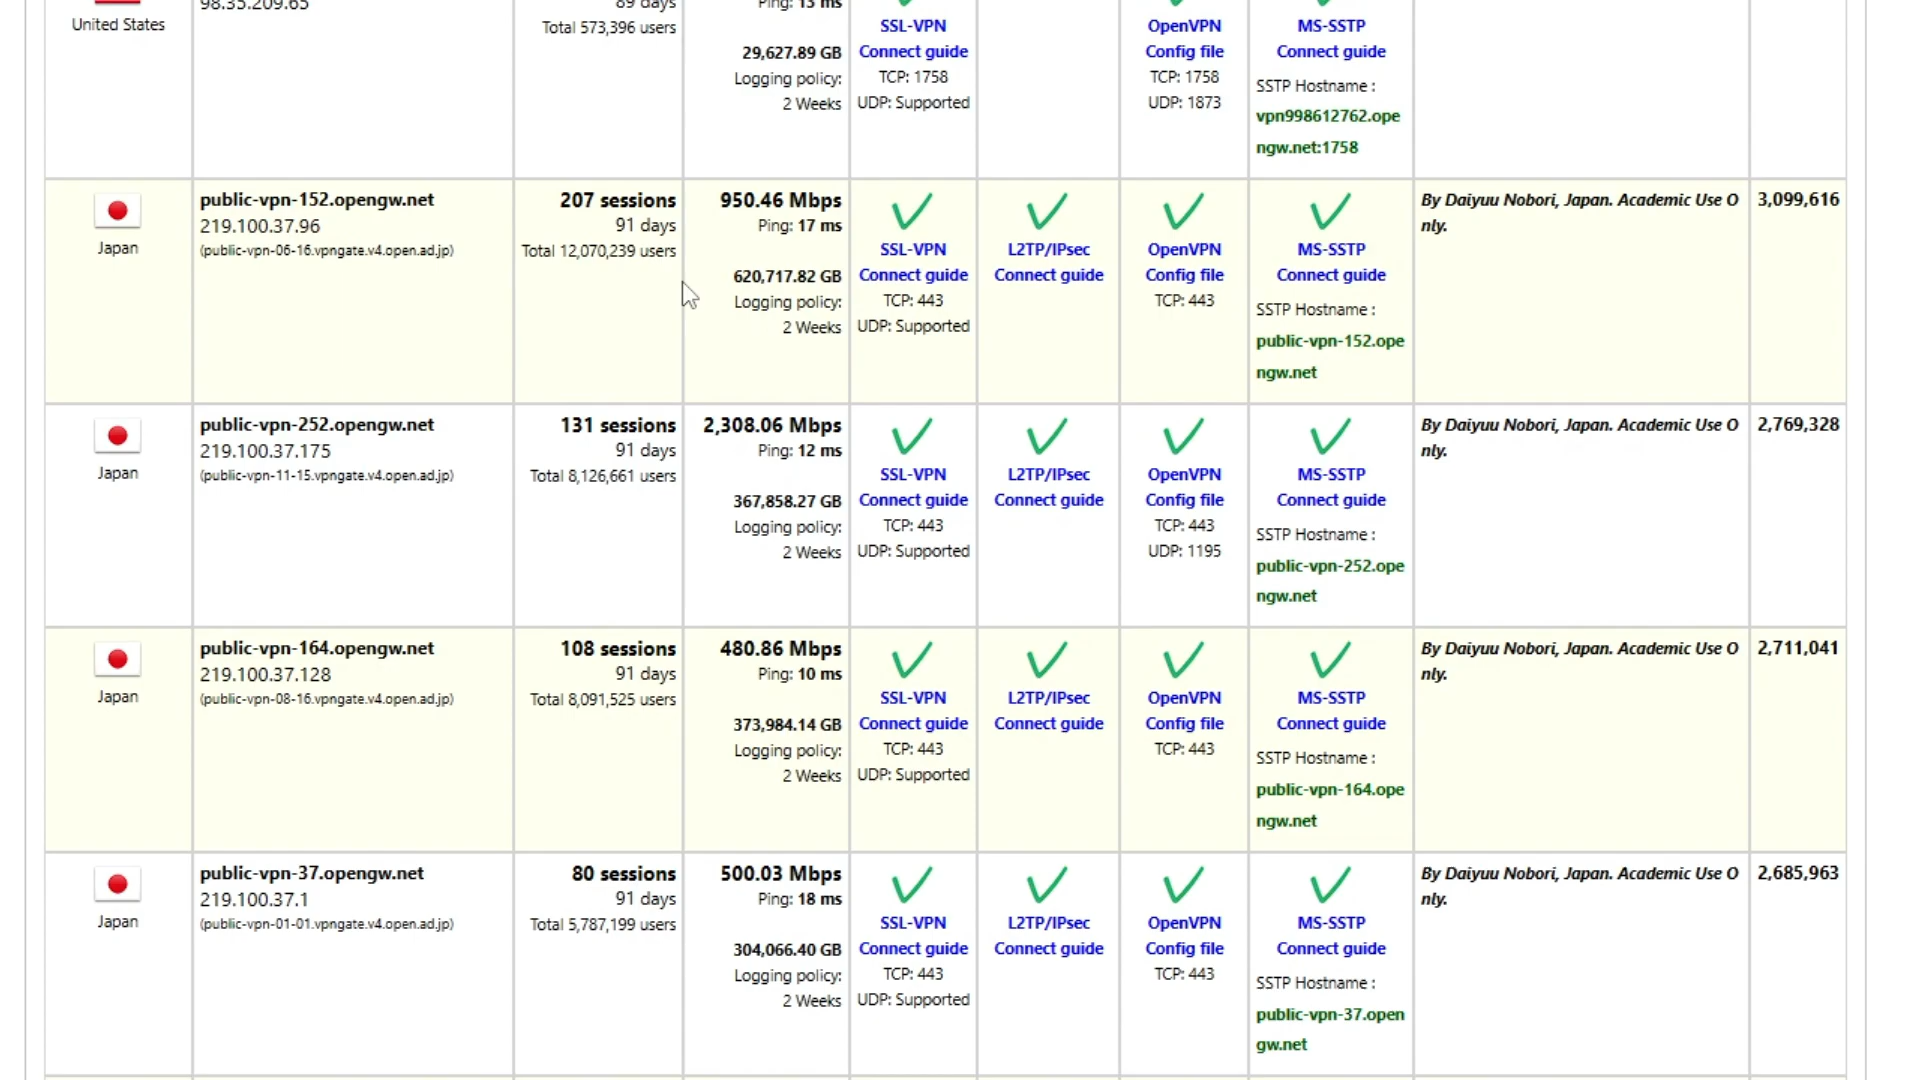 98.35.209.65
89 days
Ping: 13 ms
United States
Total 573,396 users
29,627.89 GB
Logging policy:
2 Weeks
SSL-VPN
Connect guide
TCP: 1758
UDP: Supported
OpenVPN
Config file
TCP: 1758
UDP: 1873
MS-SSTP
Connect guide
SSTP Hostname :
vpn998612762.ope
ngw.net:1758
Japan
public-vpn-152.opengw.net
219.100.37.96
(public-vpn-06-16.vpngate.v4.open.ad.jp)
207 sessions
91 days
Total 12,070,239 users
950.46 Mbps
Ping: 17 ms
620,717.82 GB
Logging policy:
2 Weeks
SSL-VPN
Connect guide
TCP: 443
UDP: Supported
L2TP/IPsec
Connect guide
OpenVPN
Config file
TCP: 443
MS-SSTP
Connect guide
SSTP Hostname :
public-vpn-152.ope
ngw.net
By Daiyuu Nobori, Japan. Academic Use O
nly.
3,099,616
Japan
public-vpn-252.opengw.net
219.100.37.175
(public-vpn-11-15.vpngate.v4.open.ad.jp)
131 sessions
91 days
Total 8,126,661 users
2,308.06 Mbps
Ping: 12 ms
367,858.27 GB
Logging policy:
2 Weeks
SSL-VPN
Connect guide
TCP: 443
UDP: Supported
L2TP/IPsec
Connect guide
OpenVPN
Config file
TCP: 443
UDP: 1195
MS-SSTP
Connect guide
SSTP Hostname :
public-vpn-252.ope
ngw.net
By Daiyuu Nobori, Japan. Academic Use O
nly.
2,769,328
Japan
public-vpn-164.opengw.net
219.100.37.128
(public-vpn-08-16.vpngate.v4.open.ad.jp)
108 sessions
91 days
Total 8,091,525 users
480.86 Mbps
Ping: 10 ms
373,984.14 GB
Logging policy:
2 Weeks
SSL-VPN
Connect guide
TCP: 443
UDP: Supported
L2TP/IPsec
Connect guide
OpenVPN
Config file
TCP: 443
MS-SSTP
Connect guide
SSTP Hostname :
public-vpn-164.ope
ngw.net
By Daiyuu Nobori, Japan. Academic Use O
nly.
2,711,041
Japan
public-vpn-37.opengw.net
219.100.37.1
(public-vpn-01-01.vpngate.v4.open.ad.jp)
80 sessions
91 days
Total 5,787,199 users
500.03 Mbps
Ping: 18 ms
304,066.40 GB
Logging policy:
2 Weeks
SSL-VPN
Connect guide
TCP: 443
UDP: Supported
L2TP/IPsec
Connect guide
OpenVPN
Config file
TCP: 443
MS-SSTP
Connect guide
SSTP Hostname :
public-vpn-37.open
gw.net
By Daiyuu Nobori, Japan. Academic Use O
nly.
2,685,963